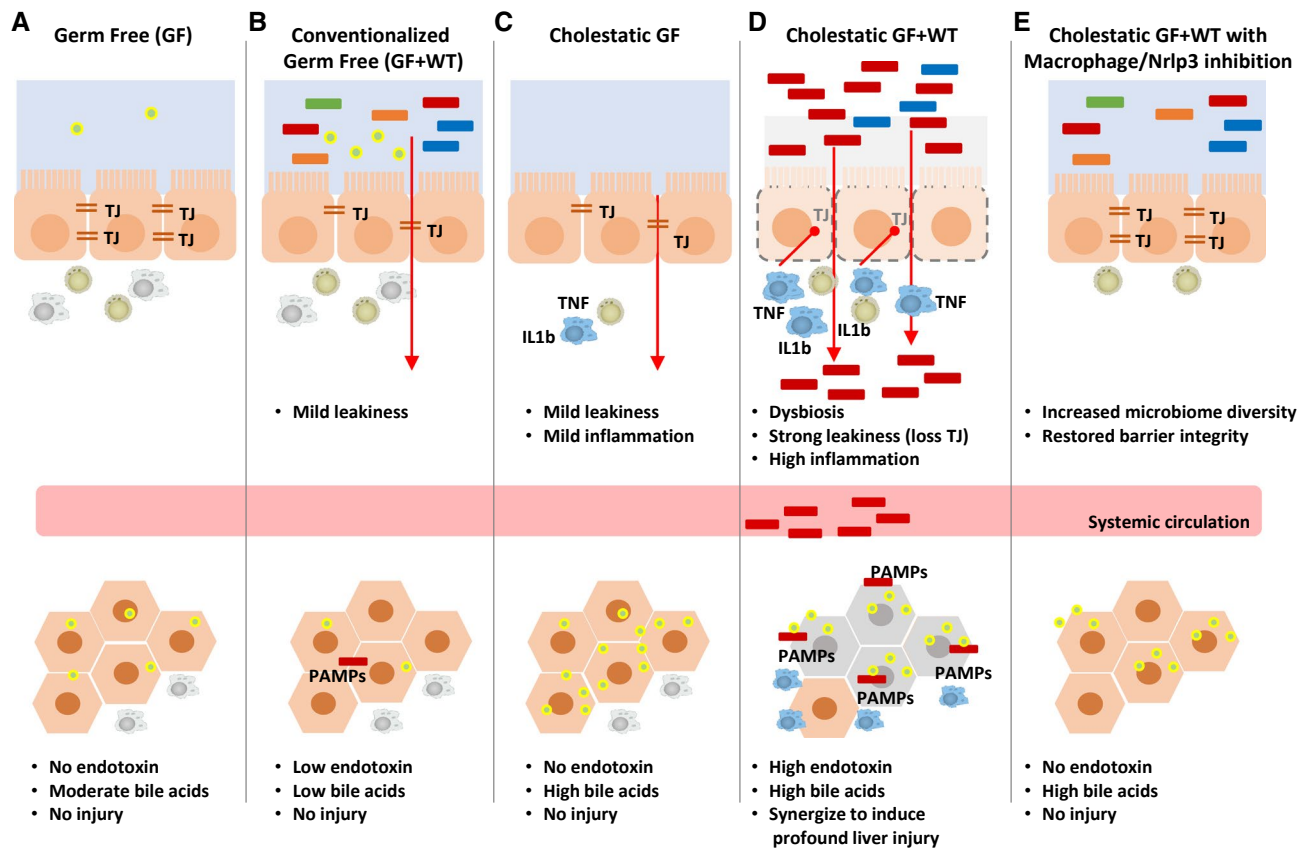 A
Germ Free (GF)
TJ
TJ
TJ
TJ
• No endotoxin
• Moderate bile acids
• No injury
B
Conventionalized
Germ Free (GF+WT)
TJ
TJ
• Mild leakiness
PAMPs
• Low endotoxin
• Low bile acids
• No injury
C
Cholestatic GF
TJ
TJ
TNF
IL1b
• Mild leakiness
• Mild inflammation
• No endotoxin
• High bile acids
• No injury
D
Cholestatic GF+WT
TJ
TJ
TNF
IL1b
IL1b
TNF
• Dysbiosis
• Strong leakiness (loss TJ)
• High inflammation
PAMPs
PAMPs
PAMPs
PAMPs
• High endotoxin
• High bile acids
• Synergize to induce
profound liver injury
E
Cholestatic GF+WT with
Macrophage/Nrlp3 inhibition
TJ
TJ
TJ
TJ
• Increased microbiome diversity
• Restored barrier integrity
Systemic circulation
• No endotoxin
• High bile acids
• No injury